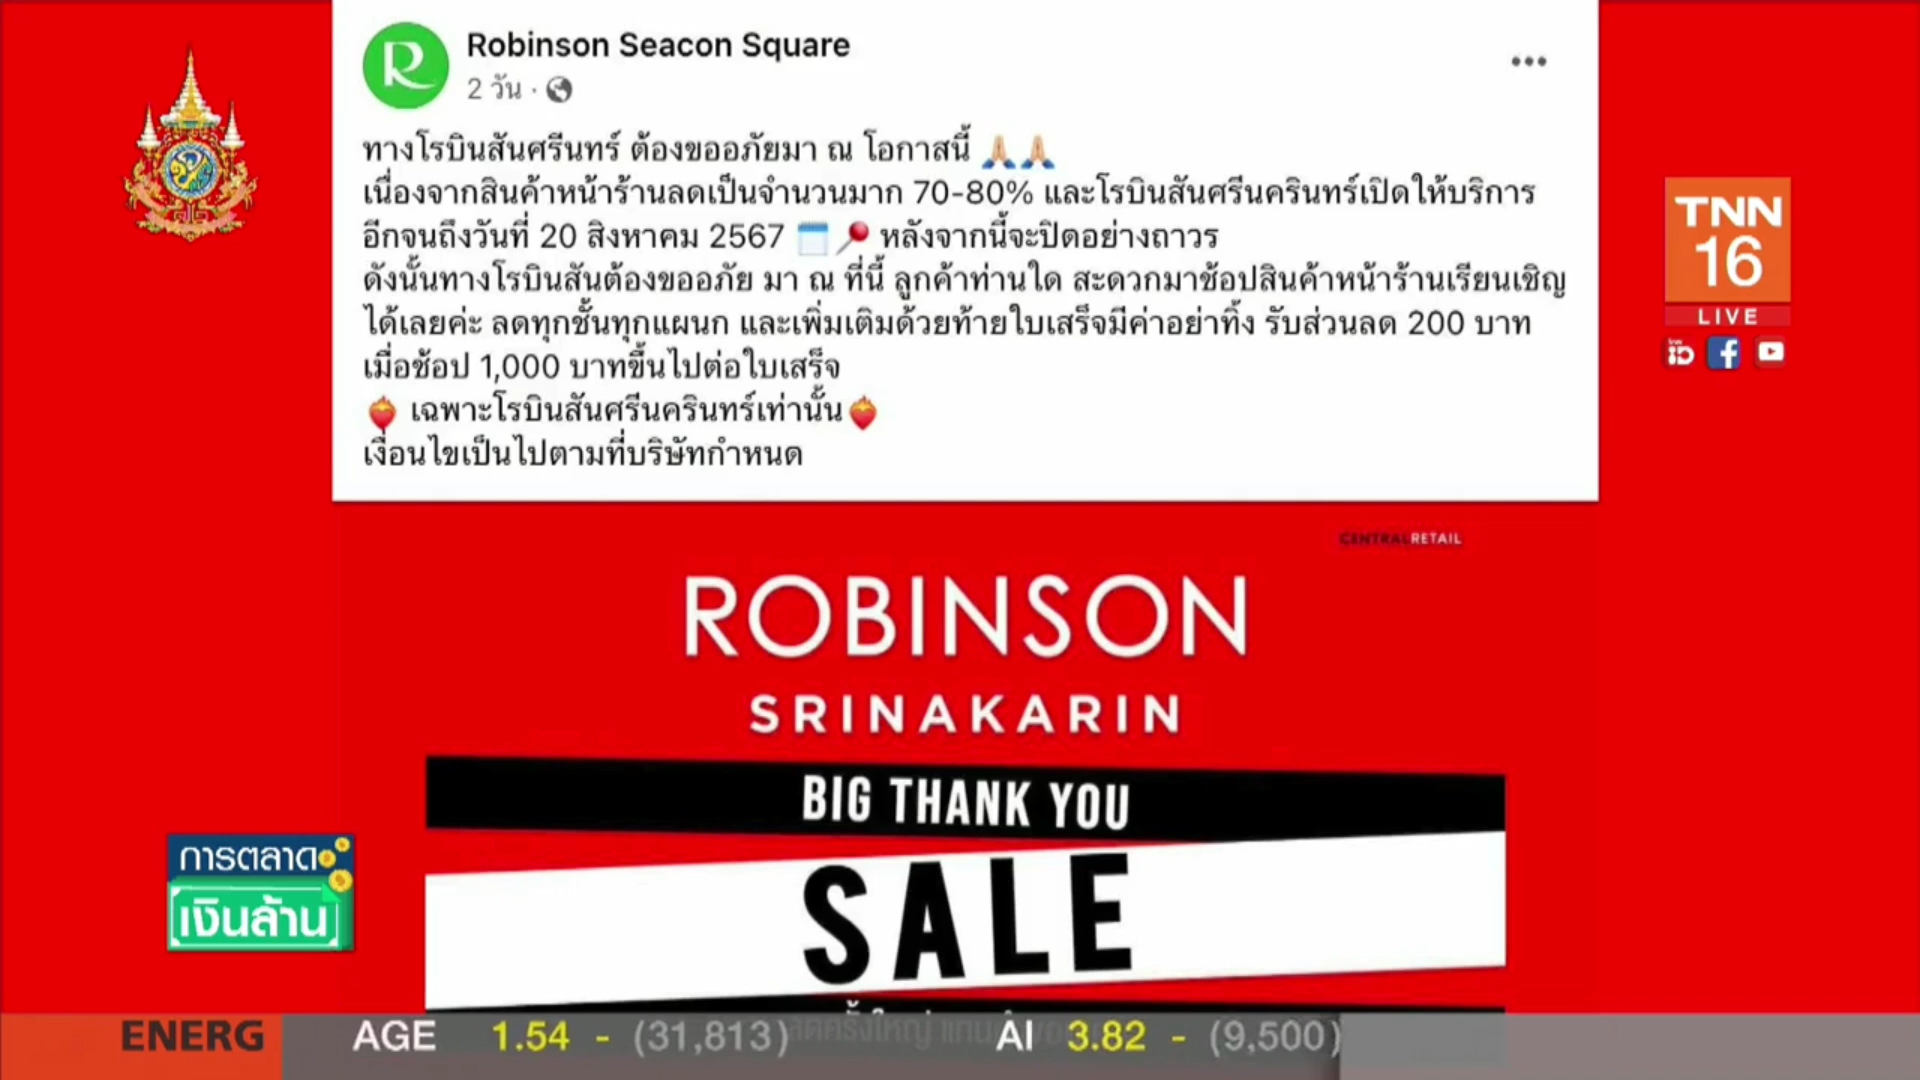 Robinson Seacon Square
2 วัน ·
ทางโรบินสันศรีนทร์ ต้องขออภัยมา ณ โอกาสนี้ 🙏🏼🙏🏼
เนื่องจากสินค้าหน้าร้านลดเป็นจำนวนมาก 70-80% และโรบินสันศรีนครินทร์เปิดให้บริการ
อีกจนถึงวันที่ 20 สิงหาคม 2567 🗓️📍 หลังจากนี้จะปิดอย่างถาวร
ดังนั้นทางโรบินสันต้องขออภัย มา ณ ที่นี้ ลูกค้าท่านใด สะดวกมาช้อปสินค้าหน้าร้านเรียนเชิญ
ได้เลยค่ะ ลดทุกชั้นทุกแผนก และเพิ่มเติมด้วยท้ายใบเสร็จมีค่าอย่าทิ้ง รับส่วนลด 200 บาท
เมื่อช้อป 1,000 บาทขึ้นไปต่อใบเสร็จ
❤️‍🔥 เฉพาะโรบินสันศรีนครินทร์เท่านั้น❤️‍🔥
เงื่อนไขเป็นไปตามที่บริษัทกำหนด
TNN
16
LIVE
CENTRALRETAIL
ROBINSON
SRINAKARIN
BIG THANK YOU
SALE
การตลาด
เงินล้าน
ENERG AGE 1.54 - (31,813) AI 3.82 - (9,500)